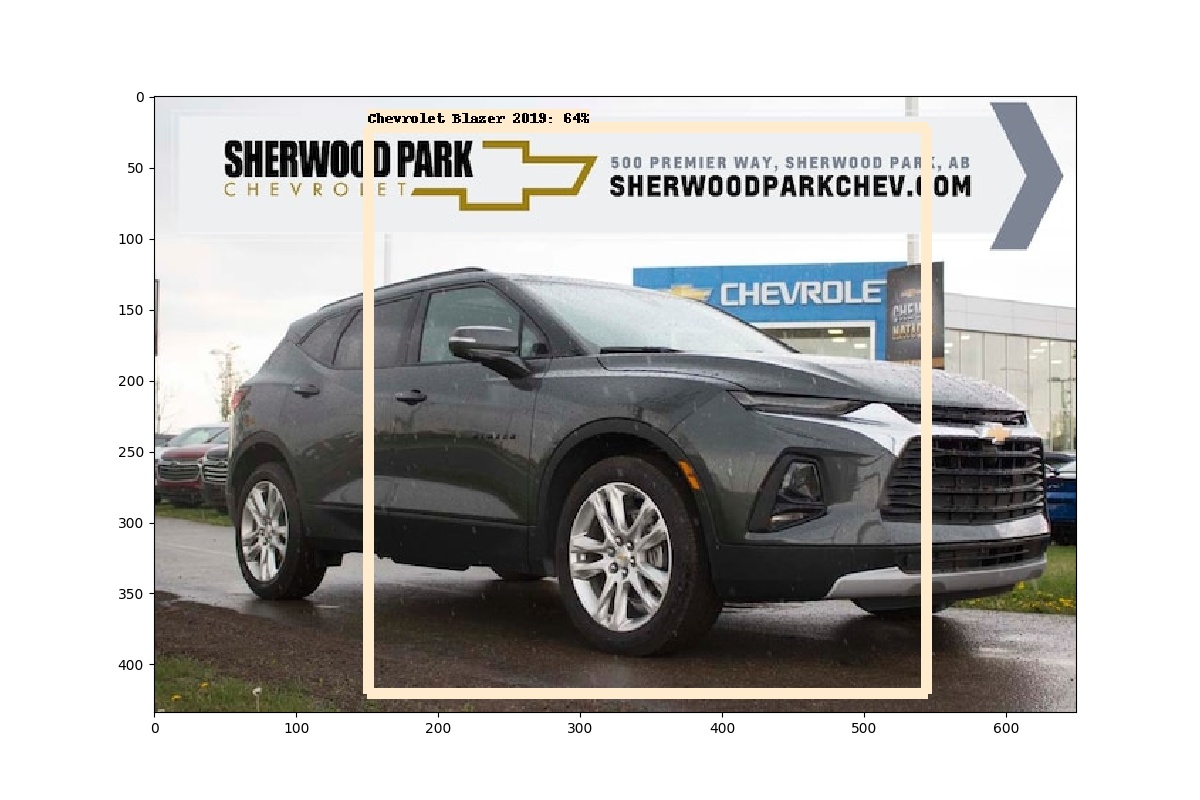 Chevrolet Blazer 2019: 64%
SHERWOOD PARK
CHEVROLET
500 PREMIER WAY, SHERWOOD PARK, AB
SHERWOODPARKCHEV.COM
CHEVROLE
BLAZER
0
50
100
150
200
250
300
350
400
0
100
200
300
400
500
600